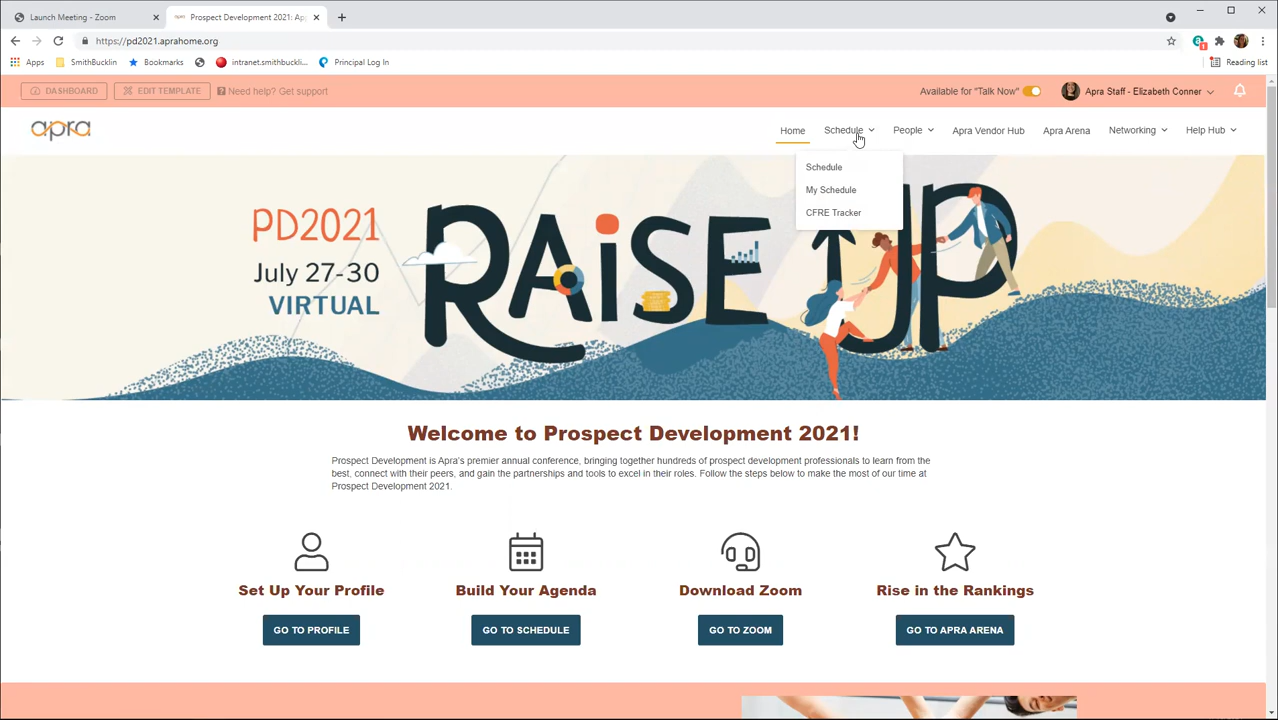 Launch Meeting - Zoom
apra
Prospect Development 2021: Ap
https://pd2021.aprahome.org
Apps
SmithBucklin
Bookmarks
intranet.smithbuckli...
Principal Log In
Reading list
DASHBOARD
EDIT TEMPLATE
Need help? Get support
Available for "Talk Now"
Apra Staff - Elizabeth Conner
apra
Home
Schedule
People
Apra Vendor Hub
Apra Arena
Networking
Help Hub
Schedule
My Schedule
CFRE Tracker
PD2021
July 27-30
VIRTUAL
RAiSE UP
Welcome to Prospect Development 2021!
Prospect Development is Apra's premier annual conference, bringing together hundreds of prospect development professionals to learn from the
best, connect with their peers, and gain the partnerships and tools to excel in their roles. Follow the steps below to make the most of our time at
Prospect Development 2021.
Set Up Your Profile
Build Your Agenda
Download Zoom
Rise in the Rankings
GO TO PROFILE
GO TO SCHEDULE
GO TO ZOOM
GO TO APRA ARENA